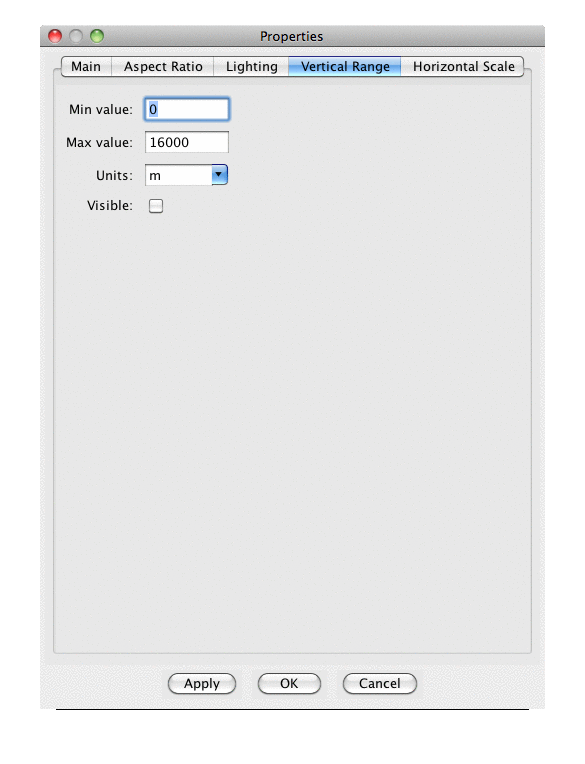 Properties
Main Aspect Ratio Lighting Vertical Range Horizontal Scale
Min value: 0
Max value: 16000
Units: m
Visible:
Apply OK Cancel